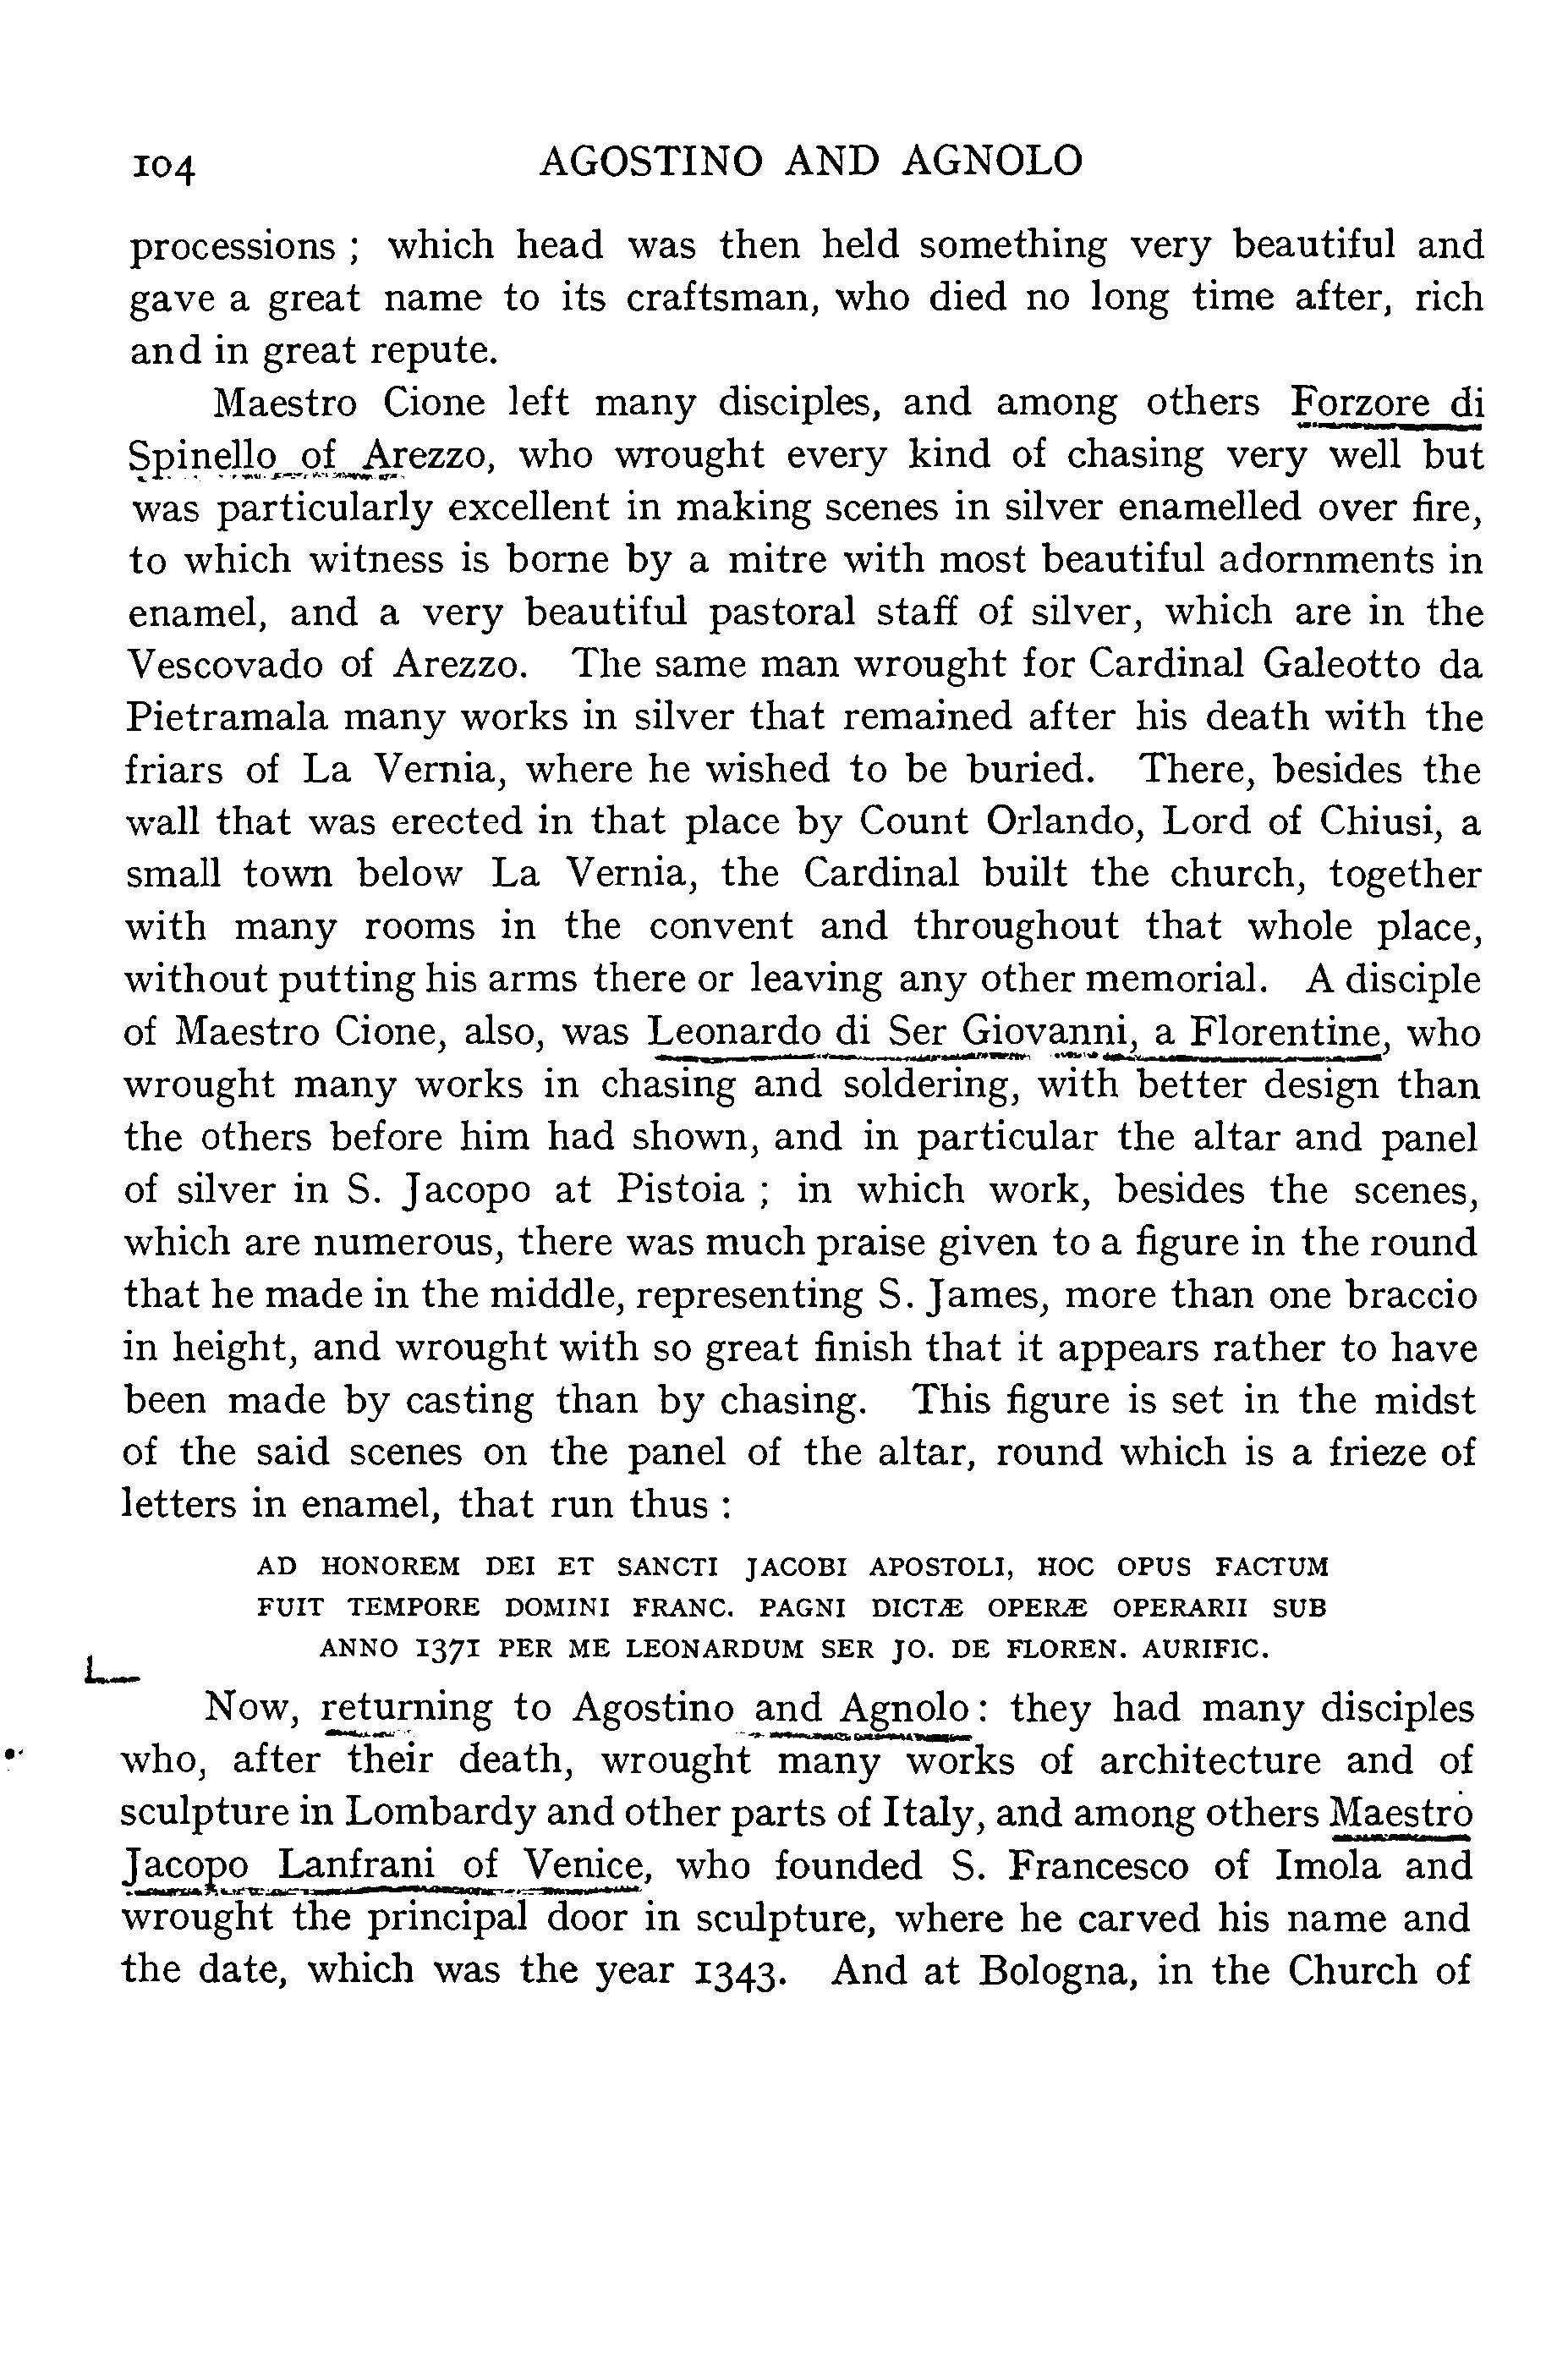 104 AGOSTINO AND AGNOLO
processions ; which head was then held something very beautiful and
gave a great name to its craftsman, who died no long time after, rich
and in great repute.
Maestro Cione left many disciples, and among others Forzore di
Spinello of Arezzo, who wrought every kind of chasing very well but
was particularly excellent in making scenes in silver enamelled over fire,
to which witness is borne by a mitre with most beautiful adornments in
enamel, and a very beautiful pastoral staff of silver, which are in the
Vescovado of Arezzo. The same man wrought for Cardinal Galeotto da
Pietramala many works in silver that remained after his death with the
friars of La Vernia, where he wished to be buried. There, besides the
wall that was erected in that place by Count Orlando, Lord of Chiusi, a
small town below La Vernia, the Cardinal built the church, together
with many rooms in the convent and throughout that whole place,
without putting his arms there or leaving any other memorial. A disciple
of Maestro Cione, also, was Leonardo di Ser Giovanni, a Florentine, who
wrought many works in chasing and soldering, with better design than
the others before him had shown, and in particular the altar and panel
of silver in S. Jacopo at Pistoia ; in which work, besides the scenes,
which are numerous, there was much praise given to a figure in the round
that he made in the middle, representing S. James, more than one braccio
in height, and wrought with so great finish that it appears rather to have
been made by casting than by chasing. This figure is set in the midst
of the said scenes on the panel of the altar, round which is a frieze of
letters in enamel, that run thus :
AD HONOREM DEI ET SANCTI JACOBI APOSTOLI, HOC OPUS FACTUM
FUIT TEMPORE DOMINI FRANC. PAGNI DICTÆ OPERÆ OPERARII SUB
ANNO 1371 PER ME LEONARDUM SER JO. DE FLOREN. AURIFIC.
Now, returning to Agostino and Agnolo: they had many disciples
who, after their death, wrought many works of architecture and of
sculpture in Lombardy and other parts of Italy, and among others Maestro
Jacopo Lanfrani of Venice, who founded S. Francesco of Imola and
wrought the principal door in sculpture, where he carved his name and
the date, which was the year 1343. And at Bologna, in the Church of